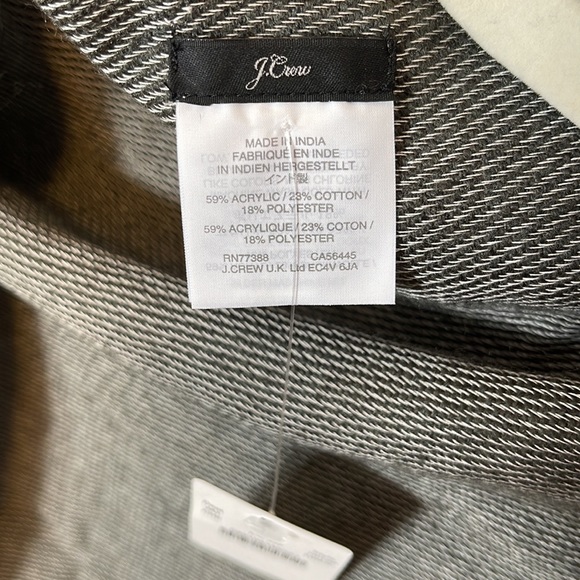 J.Crew
MADE IN INDIA
FABRIQUÉ EN INDE
IN INDIEN HERGESTELLT
インド製
59% ACRYLIC / 23% COTTON /
18% POLYESTER
59% ACRYLIQUE / 23% COTON /
18% POLYESTER
RN77388 CA56445
J.CREW U.K. Ltd EC4V 6JA